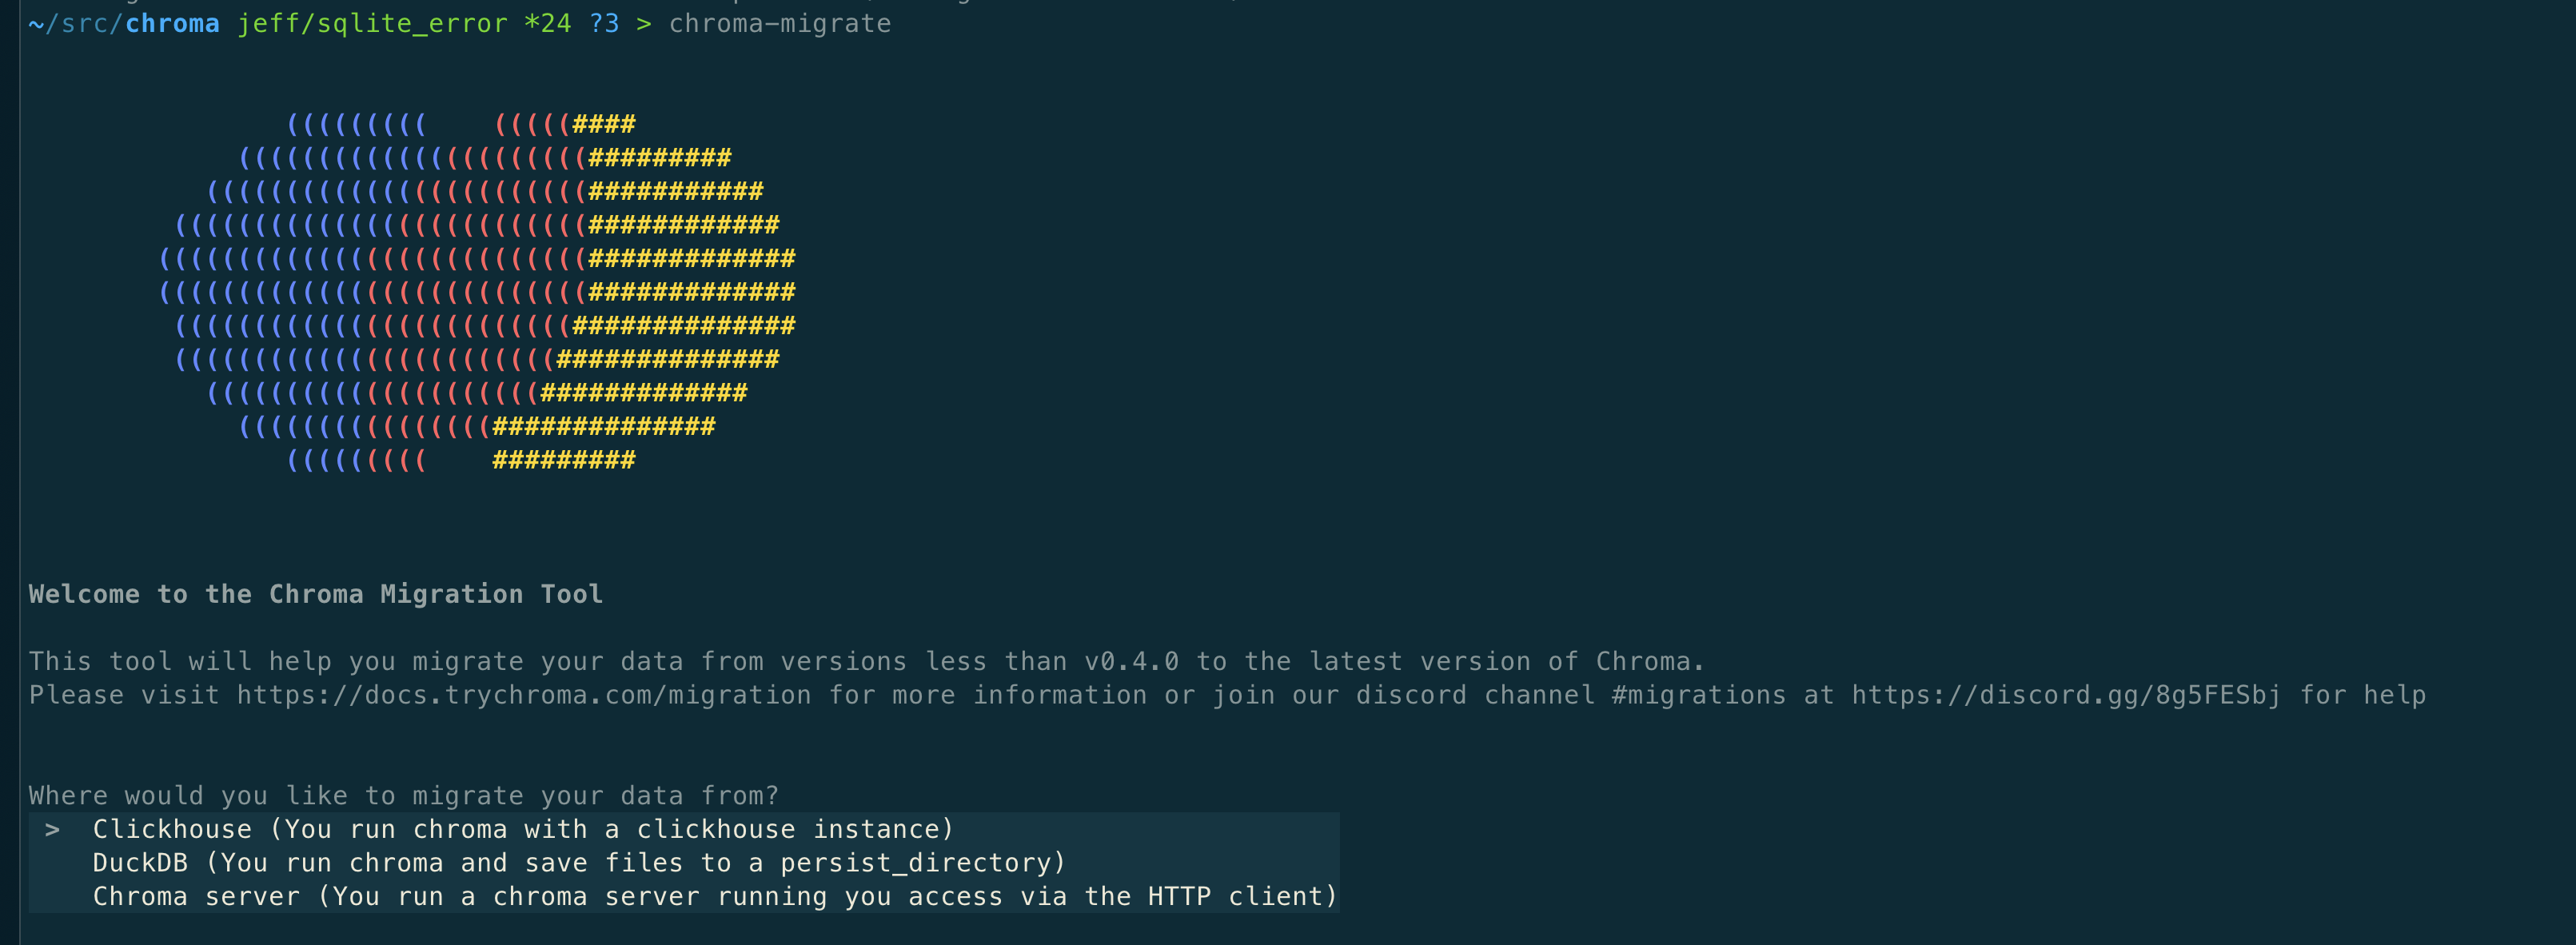 ~/src/chroma jeff/sqlite_error *24 ?3 > chroma-migrate
(((((((((    (((((####
(((((((((((((((((((((##########
((((((((((((((((((((((((###########
((((((((((((((((((((((((((############
(((((((((((((((((((((((((((#############
(((((((((((((((((((((((((((#############
(((((((((((((((((((((((((##############
((((((((((((((((((((((((##############
(((((((((((((((((((((#############
((((((((((((((((##############
(((((((((    #########
Welcome to the Chroma Migration Tool
This tool will help you migrate your data from versions less than v0.4.0 to the latest version of Chroma.
Please visit https://docs.trychroma.com/migration for more information or join our discord channel #migrations at https://discord.gg/8g5FESbj for help
Where would you like to migrate your data from?
> Clickhouse (You run chroma with a clickhouse instance)
DuckDB (You run chroma and save files to a persist_directory)
Chroma server (You run a chroma server running you access via the HTTP client)